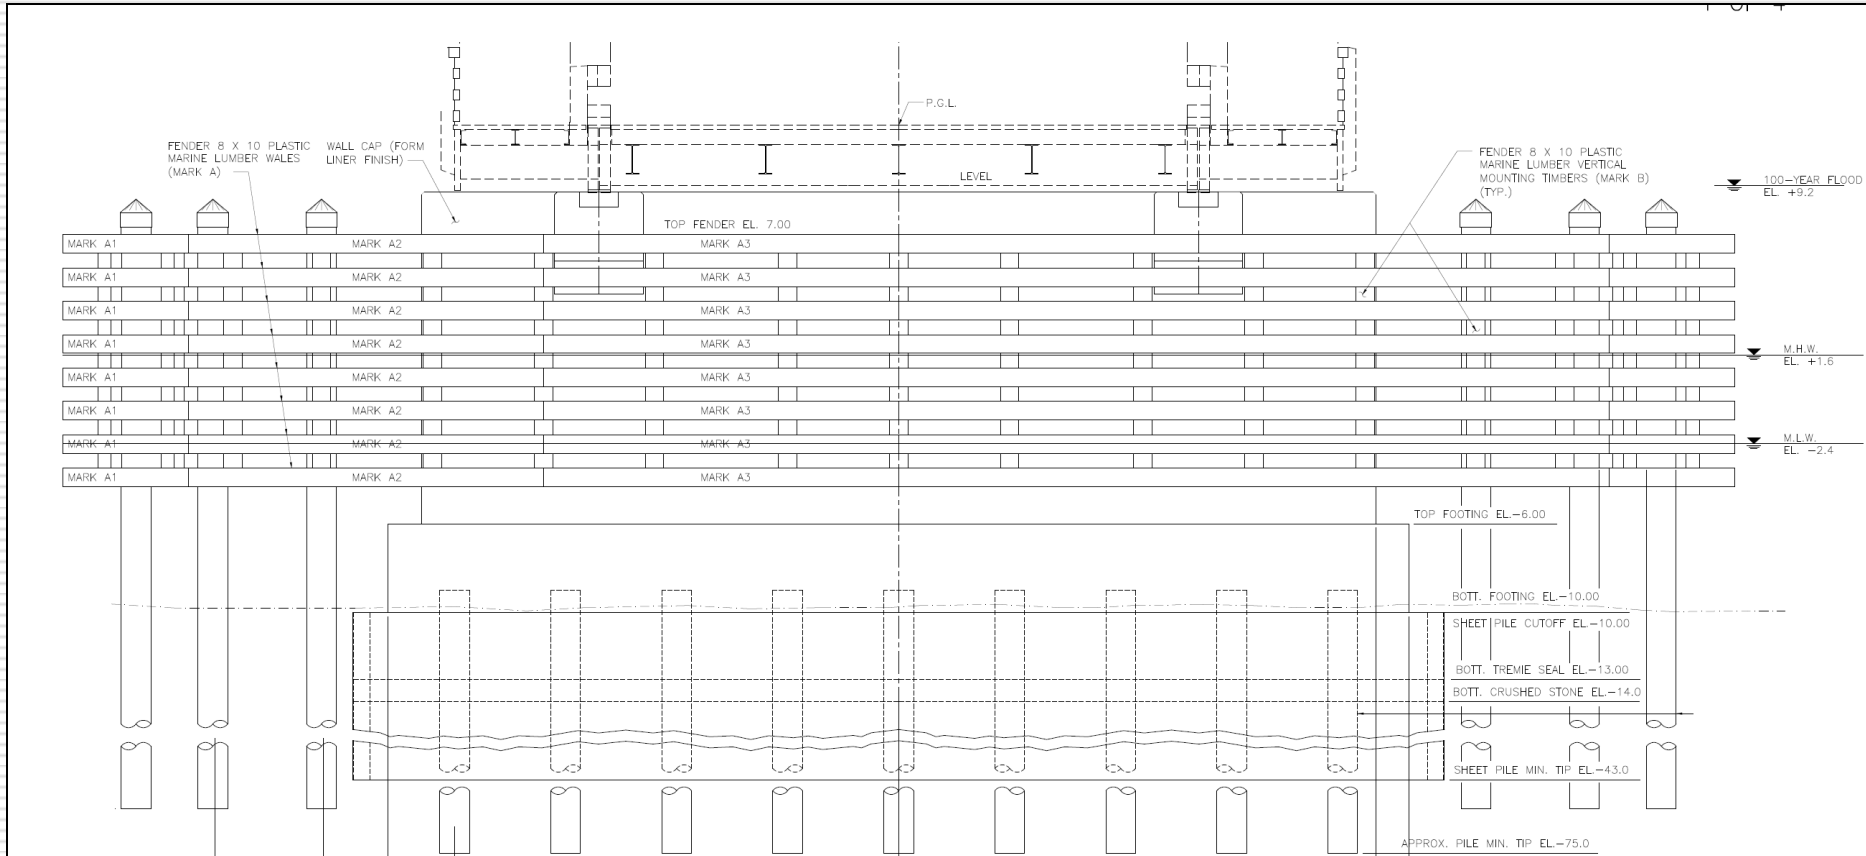 1 OF 4
P.G.L.
FENDER 8 X 10 PLASTIC
MARINE LUMBER WALES
(MARK A)
WALL CAP (FORM
LINER FINISH)
FENDER 8 X 10 PLASTIC
MARINE LUMBER VERTICAL
MOUNTING TIMBERS (MARK B)
(TYP.)
LEVEL
100-YEAR FLOOD
EL. +9.2
TOP FENDER EL. 7.00
MARK A1 MARK A2 MARK A3
MARK A1 MARK A2 MARK A3
MARK A1 MARK A2 MARK A3
MARK A1 MARK A2 MARK A3
M.H.W.
EL. +1.6
MARK A1 MARK A2 MARK A3
MARK A1 MARK A2 MARK A3
MARK A1 MARK A2 MARK A3
M.L.W.
EL. -2.4
MARK A1 MARK A2 MARK A3
TOP FOOTING EL.-6.00
BOTT. FOOTING EL.-10.00
SHEET PILE CUTOFF EL.-10.00
BOTT. TREMIE SEAL EL.-13.00
BOTT. CRUSHED STONE EL.-14.0
SHEET PILE MIN. TIP EL.-43.0
APPROX. PILE MIN. TIP EL.-75.0